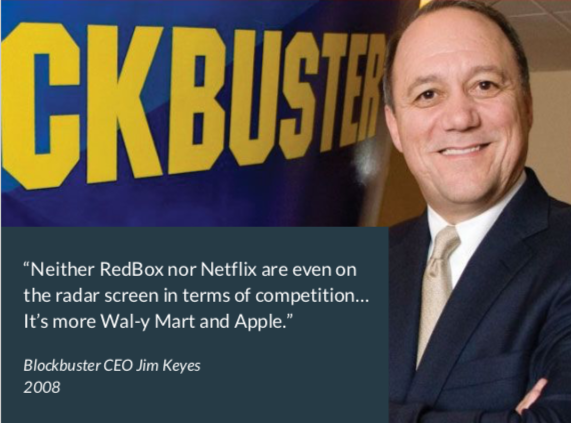 CKBUSTER
“Neither RedBox nor Netflix are even on
the radar screen in terms of competition...
It’s more Wal-y Mart and Apple.”
Blockbuster CEO Jim Keyes
2008